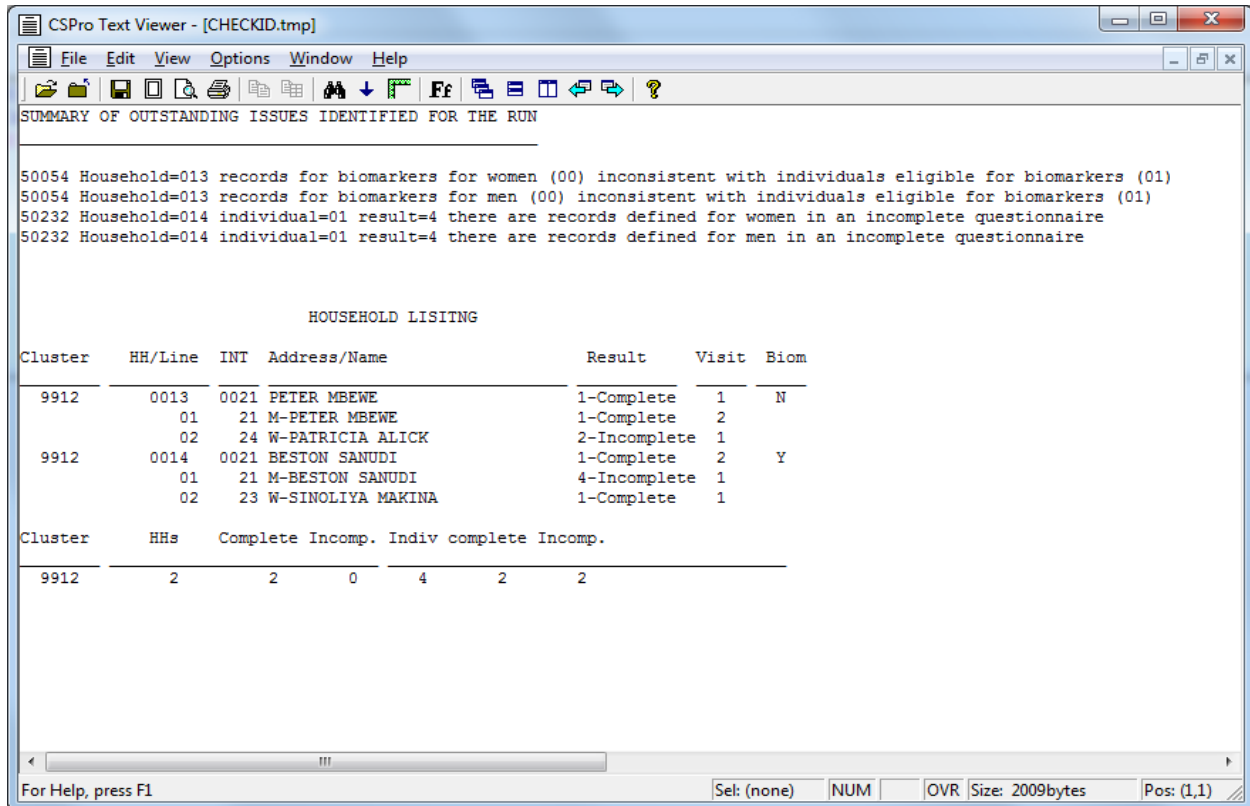 CSPro Text Viewer - [CHECKID.tmp]
File Edit View Options Window Help
SUMMARY OF OUTSTANDING ISSUES IDENTIFIED FOR THE RUN
50054 Household=013 records for biomarkers for women (00) inconsistent with individuals eligible for biomarkers (01)
50054 Household=013 records for biomarkers for men (00) inconsistent with individuals eligible for biomarkers (01)
50232 Household=014 individual=01 result=4 there are records defined for women in an incomplete questionnaire
50232 Household=014 individual=01 result=4 there are records defined for men in an incomplete questionnaire
HOUSEHOLD LISITNG
Cluster HH/Line INT Address/Name Result Visit Biom
9912 0013 0021 PETER MBEWE 1-Complete 1 N
01 21 M-PETER MBEWE 1-Complete 2
02 24 W-PATRICIA ALICK 2-Incomplete 1
9912 0014 0021 BESTON SANUDI 1-Complete 2 Y
01 21 M-BESTON SANUDI 4-Incomplete 1
02 23 W-SINOLIYA MAKINA 1-Complete 1
Cluster HHs Complete Incomp. Indiv complete Incomp.
9912 2 2 0 4 2 2
For Help, press F1 Sel: (none) NUM OVR Size: 2009bytes Pos: (1,1)